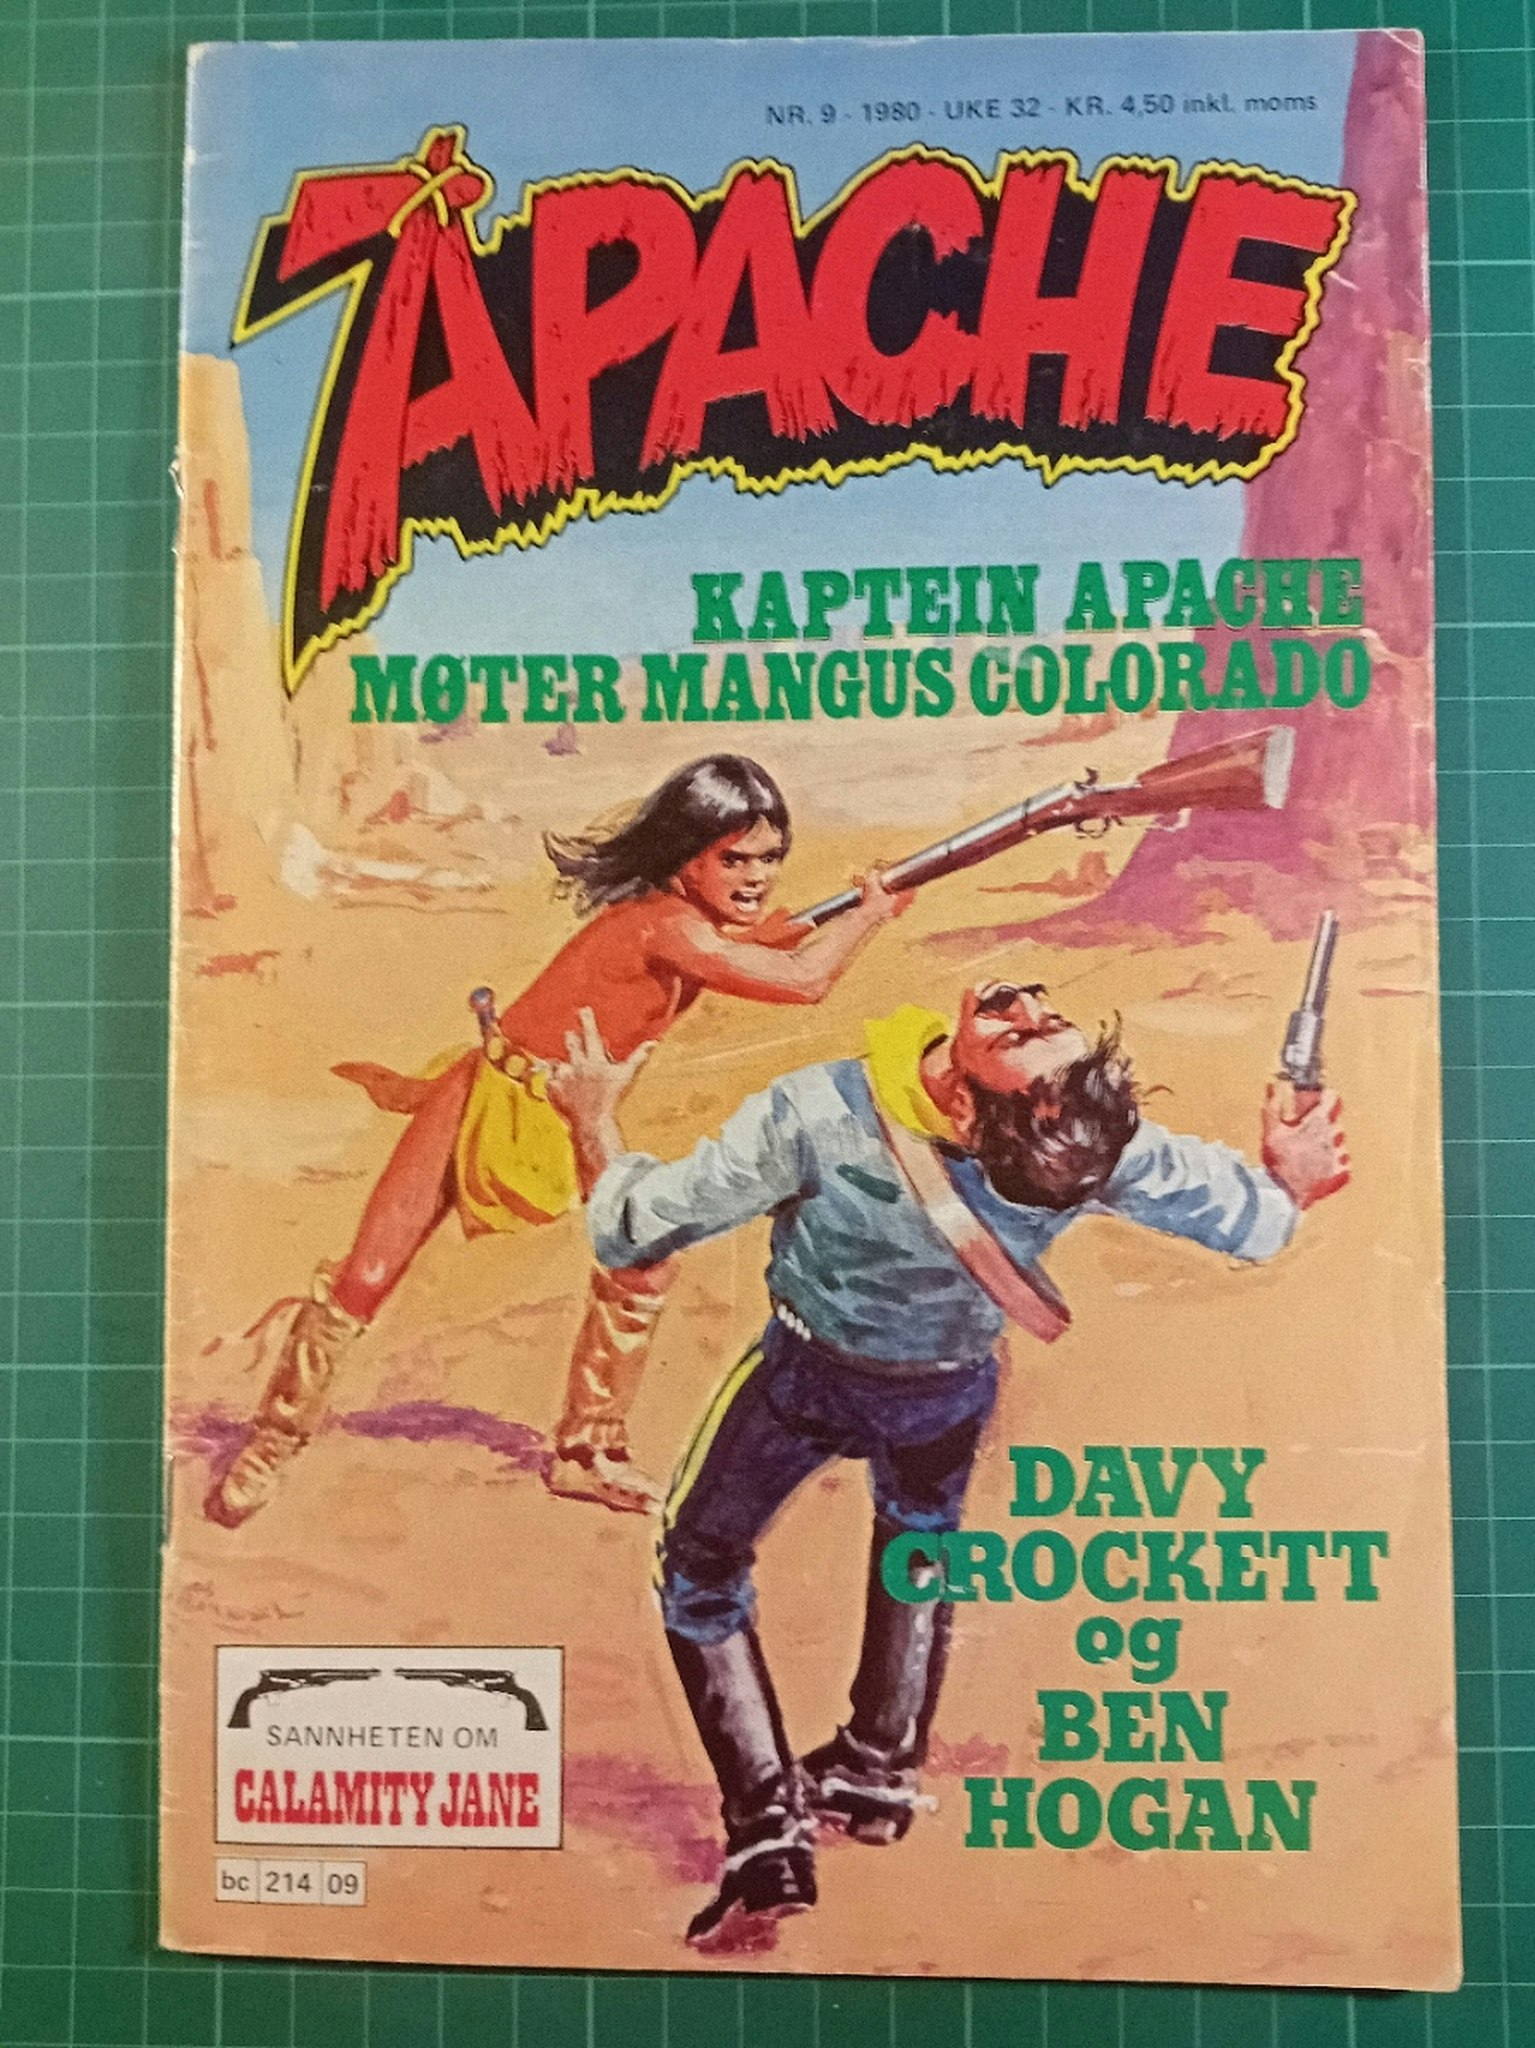 NR. 9 - 1980 - UKE 32 - KR. 4,50 inkl. moms
APACHE
KAPTEIN APACHE
MØTER MANGUS COLORADO
DAVY
CROCKETT
og
BEN
HOGAN
SANNHETEN OM
CALAMITY JANE
bc 214 09